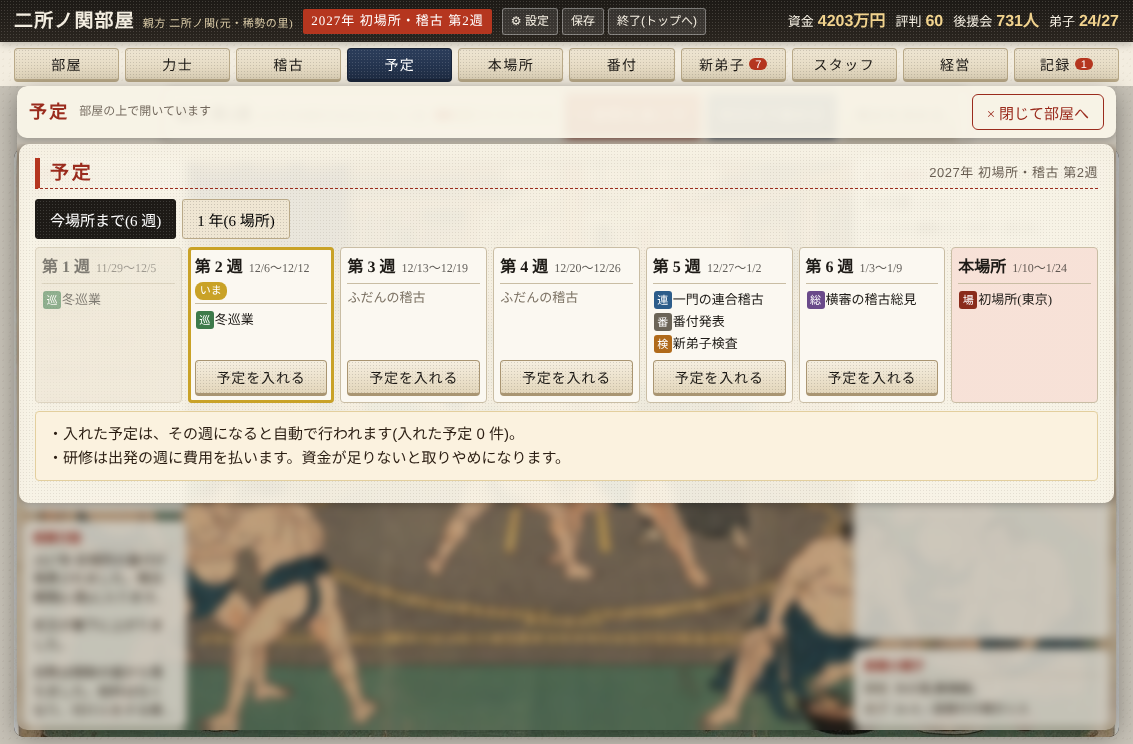 二所ノ関部屋 親方 二所ノ関(元・稀勢の里) 2027年 初場所・稽古 第2週 ⚙ 設定 保存 終了(トップへ) 資金 4203万円 評判 60 後援会 731人 弟子 24/27
部屋 力士 稽古 予定 本場所 番付 新弟子 7 スタッフ 経営 記録 1
予定 部屋の上で開いています × 閉じて部屋へ
予定 2027年 初場所・稽古 第2週
今場所まで(6 週) 1 年(6 場所)
第 1 週 11/29〜12/5
巡 冬巡業
第 2 週 12/6〜12/12
いま
巡 冬巡業
予定を入れる
第 3 週 12/13〜12/19
ふだんの稽古
予定を入れる
第 4 週 12/20〜12/26
ふだんの稽古
予定を入れる
第 5 週 12/27〜1/2
連 一門の連合稽古
番 番付発表
検 新弟子検査
予定を入れる
第 6 週 1/3〜1/9
総 横審の稽古総見
予定を入れる
本場所 1/10〜1/24
場 初場所(東京)
・入れた予定は、その週になると自動で行われます(入れた予定 0 件)。
・研修は出発の週に費用を払います。資金が足りないと取りやめになります。